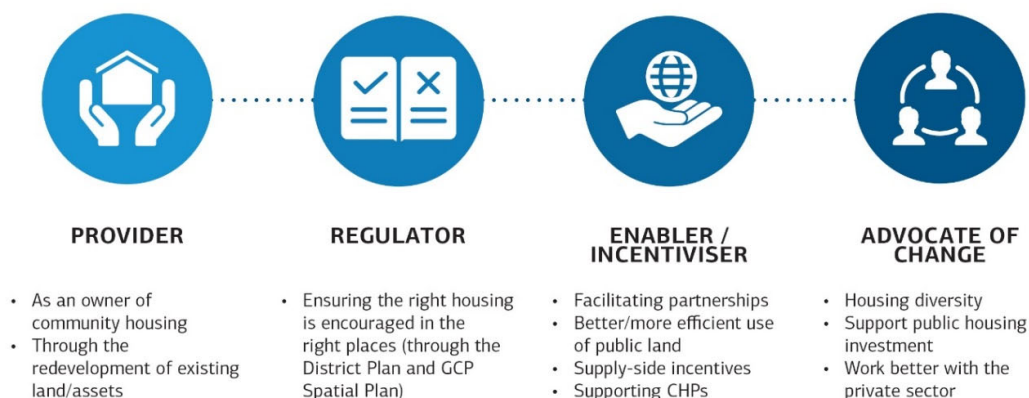 PROVIDER
• As an owner of
community housing
• Through the
redevelopment of existing
land/assets
REGULATOR
• Ensuring the right housing
is encouraged in the
right places (through the
District Plan and GCP
Spatial Plan)
ENABLER /
INCENTIVISER
• Facilitating partnerships
• Better/more efficient use
of public land
• Supply-side incentives
• Supporting CHPs
ADVOCATE OF
CHANGE
• Housing diversity
• Support public housing
investment
• Work better with the
private sector